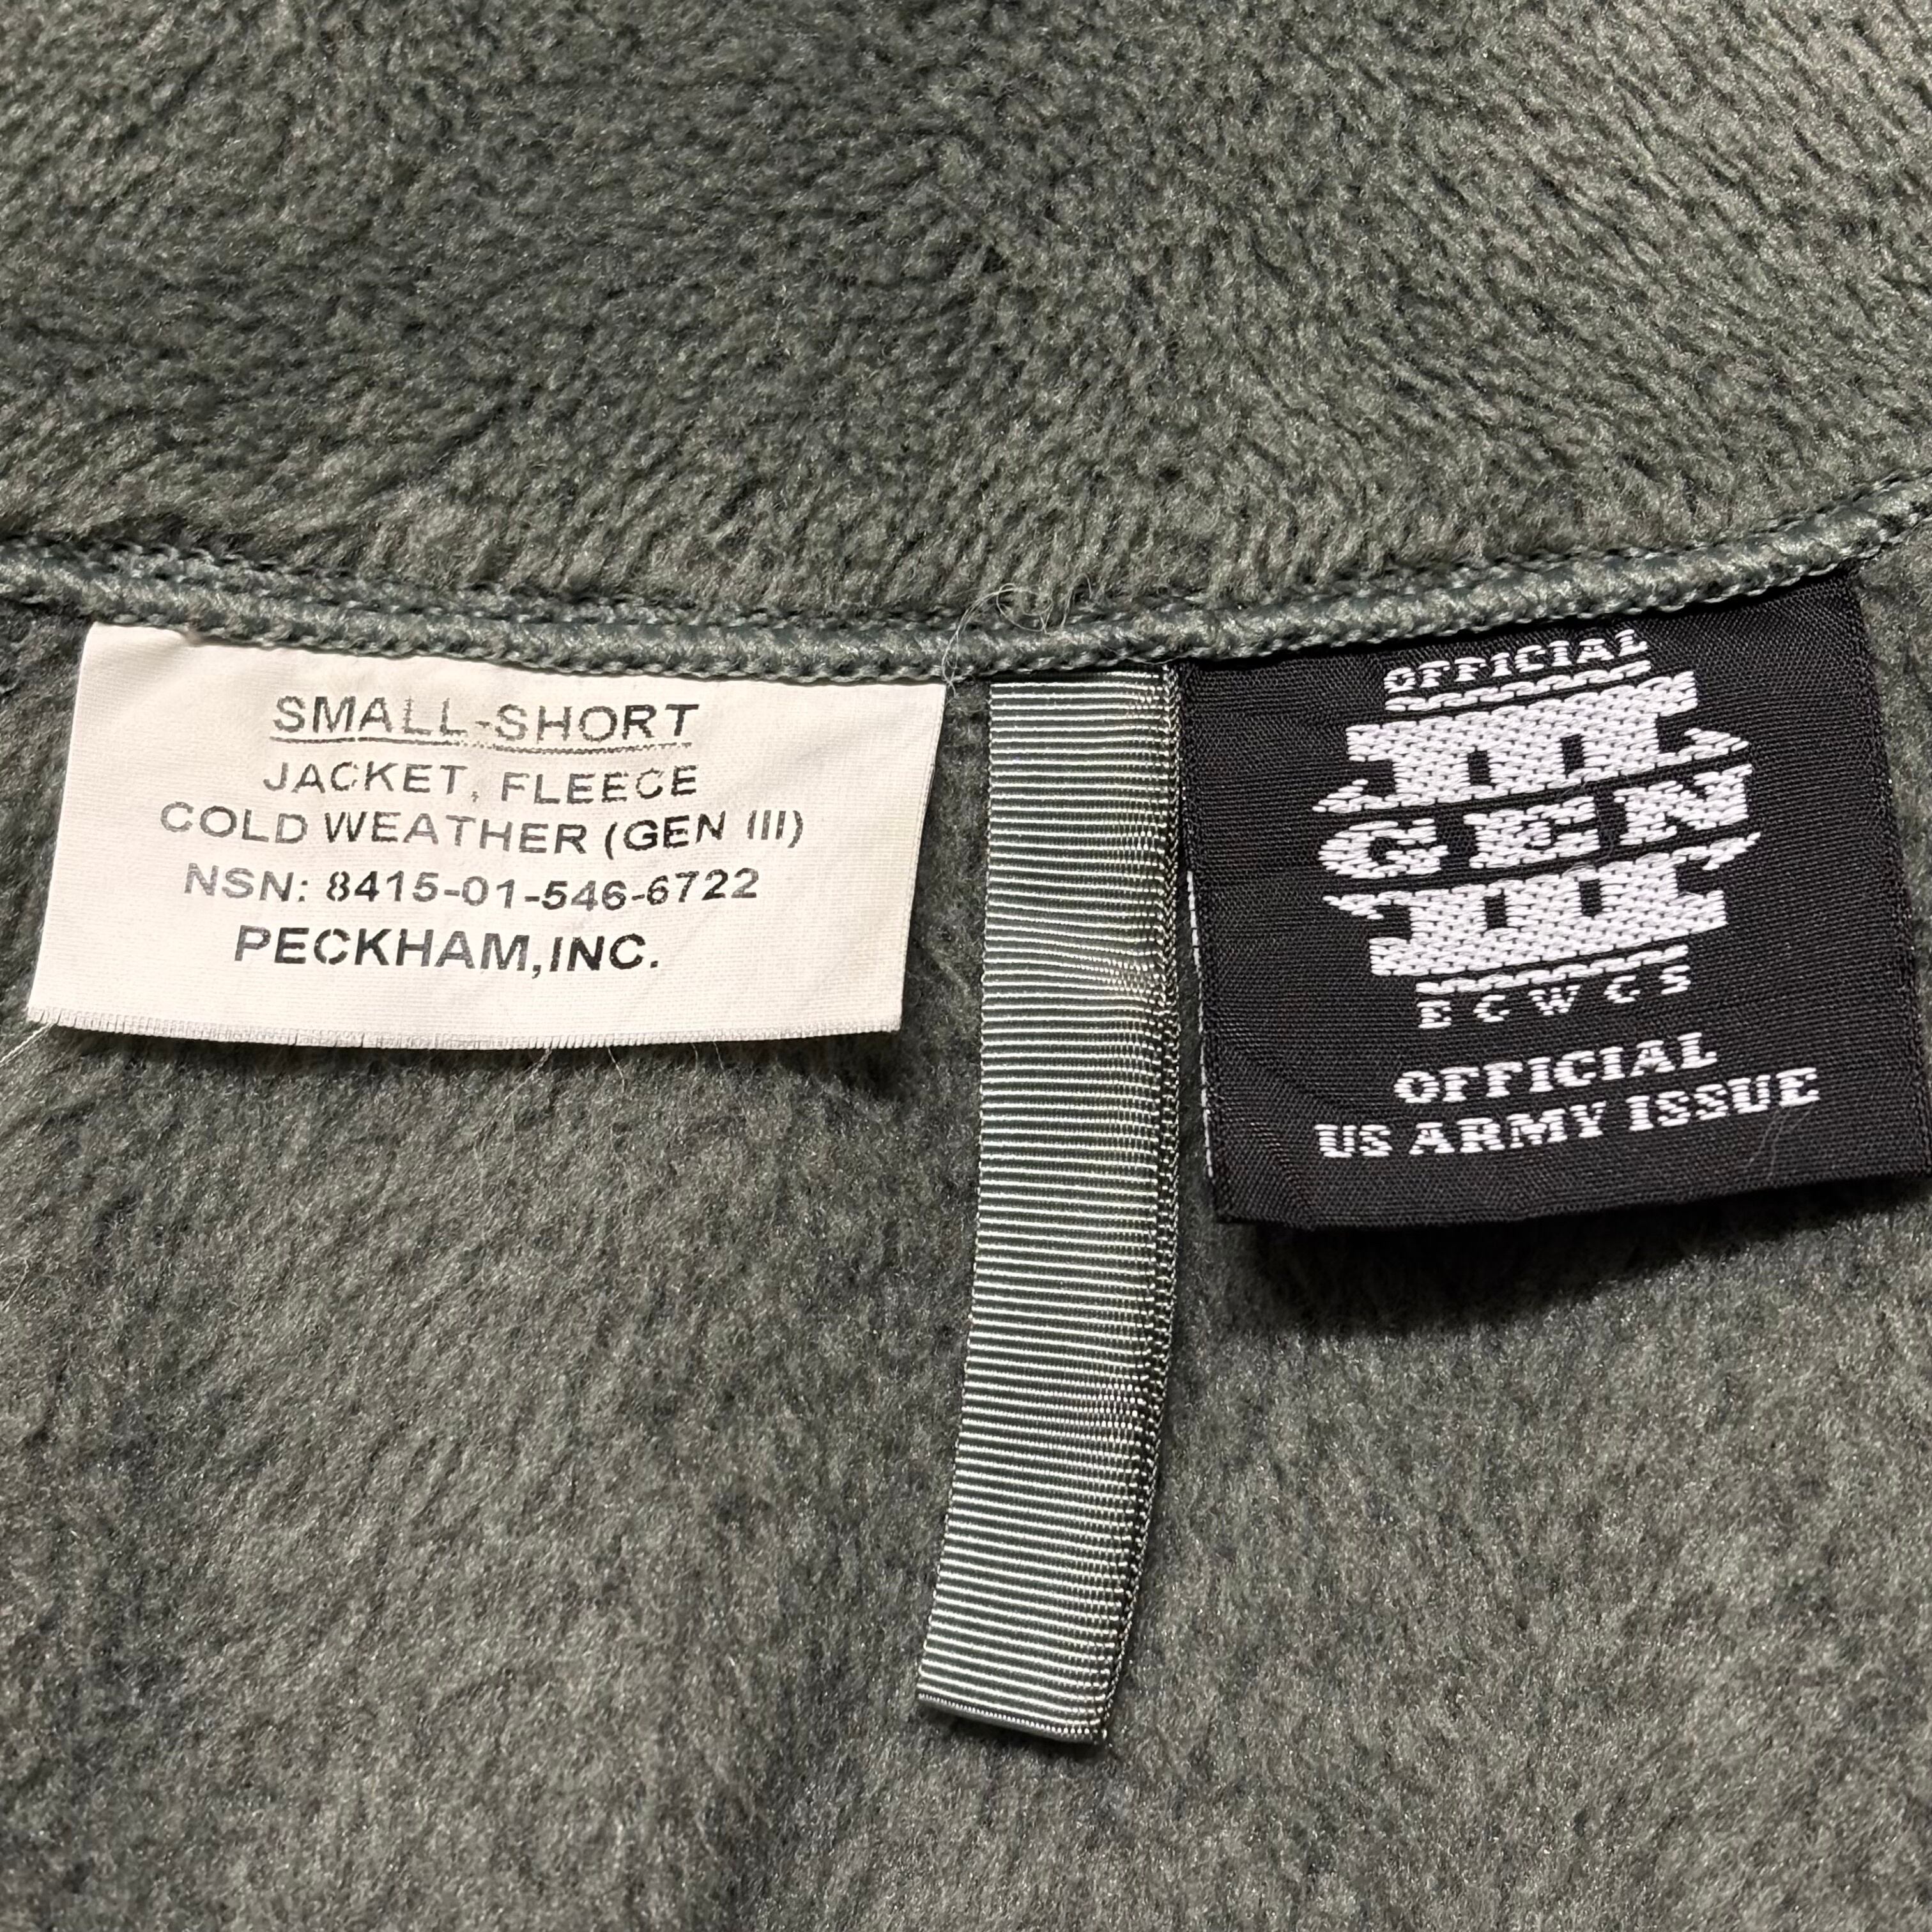 SMALL-SHORT
JACKET, FLEECE
COLD WEATHER (GEN III)
NSN: 8415-01-546-6722
PECKHAM,INC.
OFFICIAL
III
GEN
III
ECWCS
OFFICIAL
US ARMY ISSUE